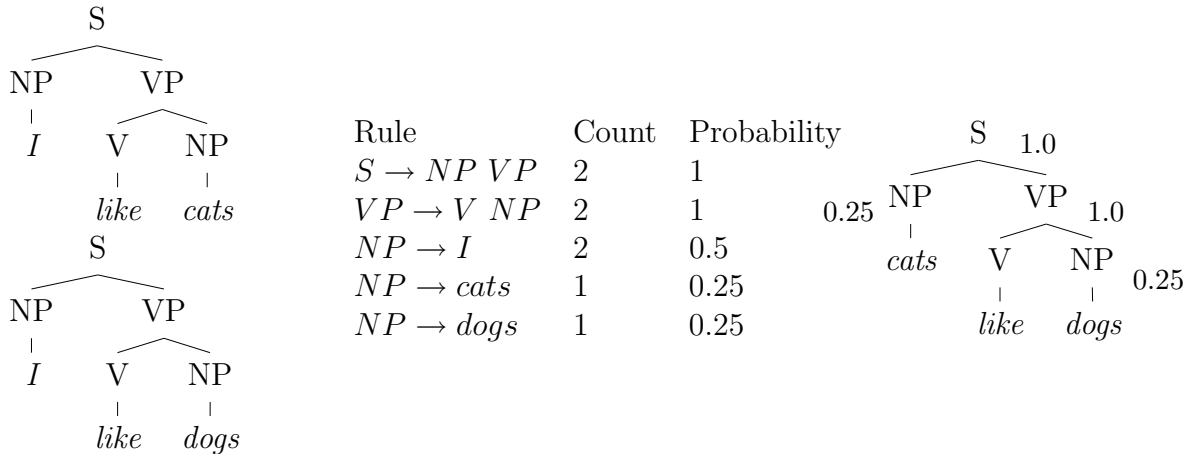 S
NP VP
I V NP
like cats
S
NP VP
I V NP
like dogs
Rule Count Probability
S → NP VP 2 1
VP → V NP 2 1
NP → I 2 0.5
NP → cats 1 0.25
NP → dogs 1 0.25
S 1.0
0.25 NP VP 1.0
cats V NP 0.25
like dogs